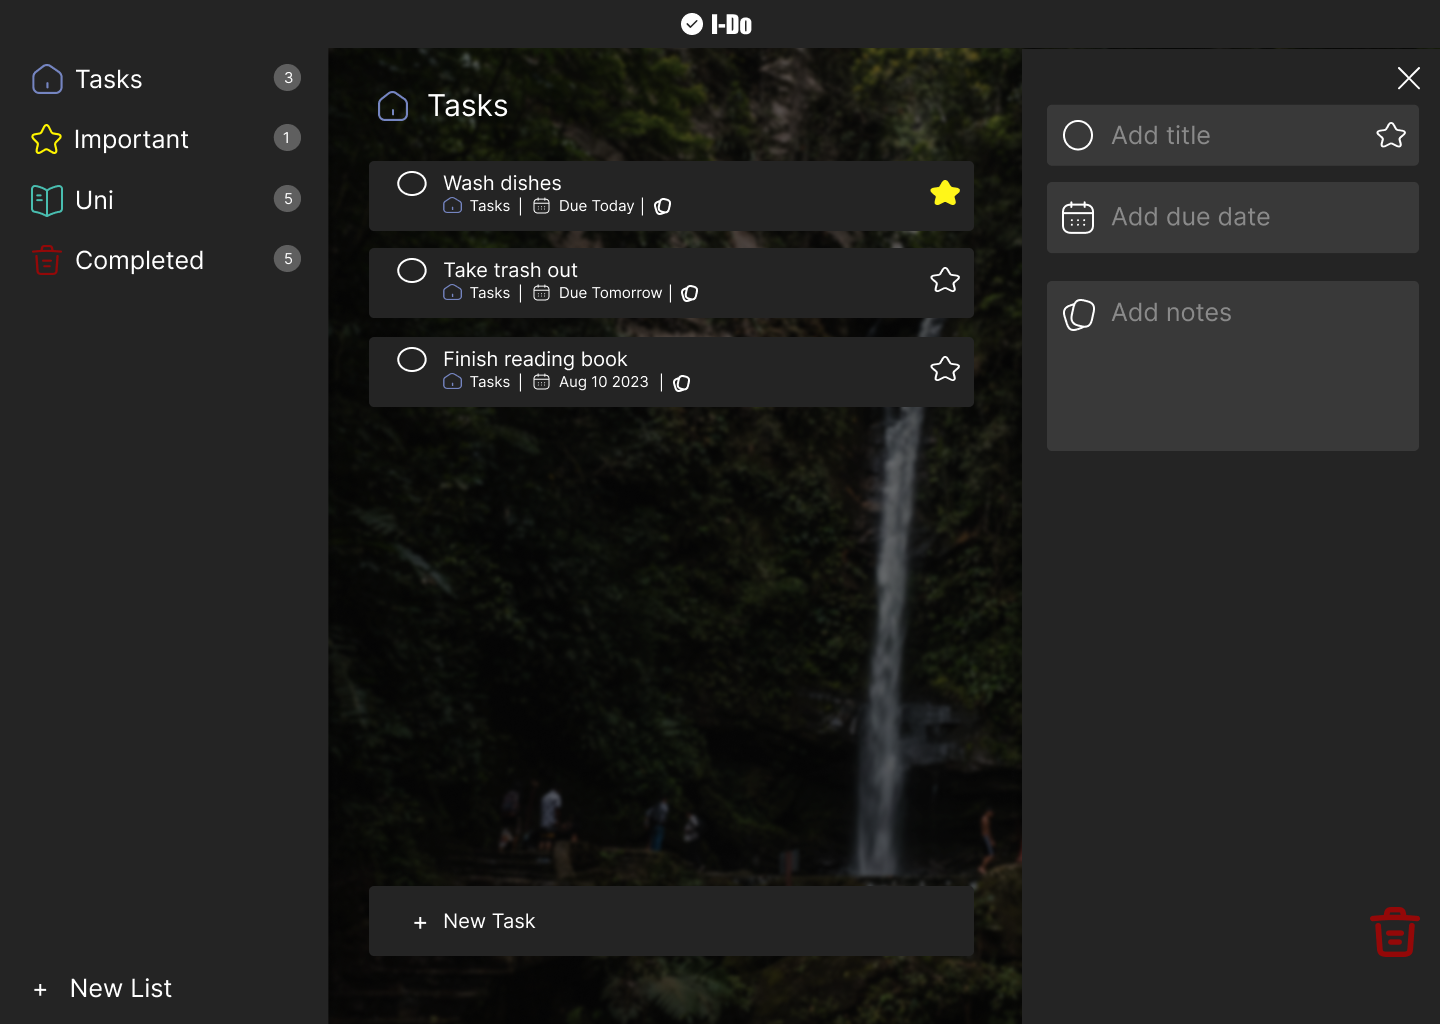 I-Do
Tasks 3
Important 1
Uni 5
Completed 5
+ New List
Tasks
Wash dishes
Tasks | Due Today |
Take trash out
Tasks | Due Tomorrow |
Finish reading book
Tasks | Aug 10 2023 |
+ New Task
Add title
Add due date
Add notes